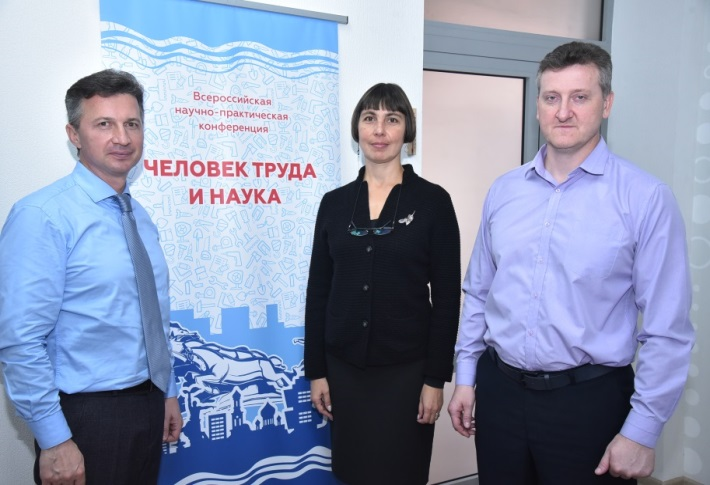 Всероссийская
научно-практическая
конференция
ЧЕЛОВЕК ТРУДА
И НАУКА